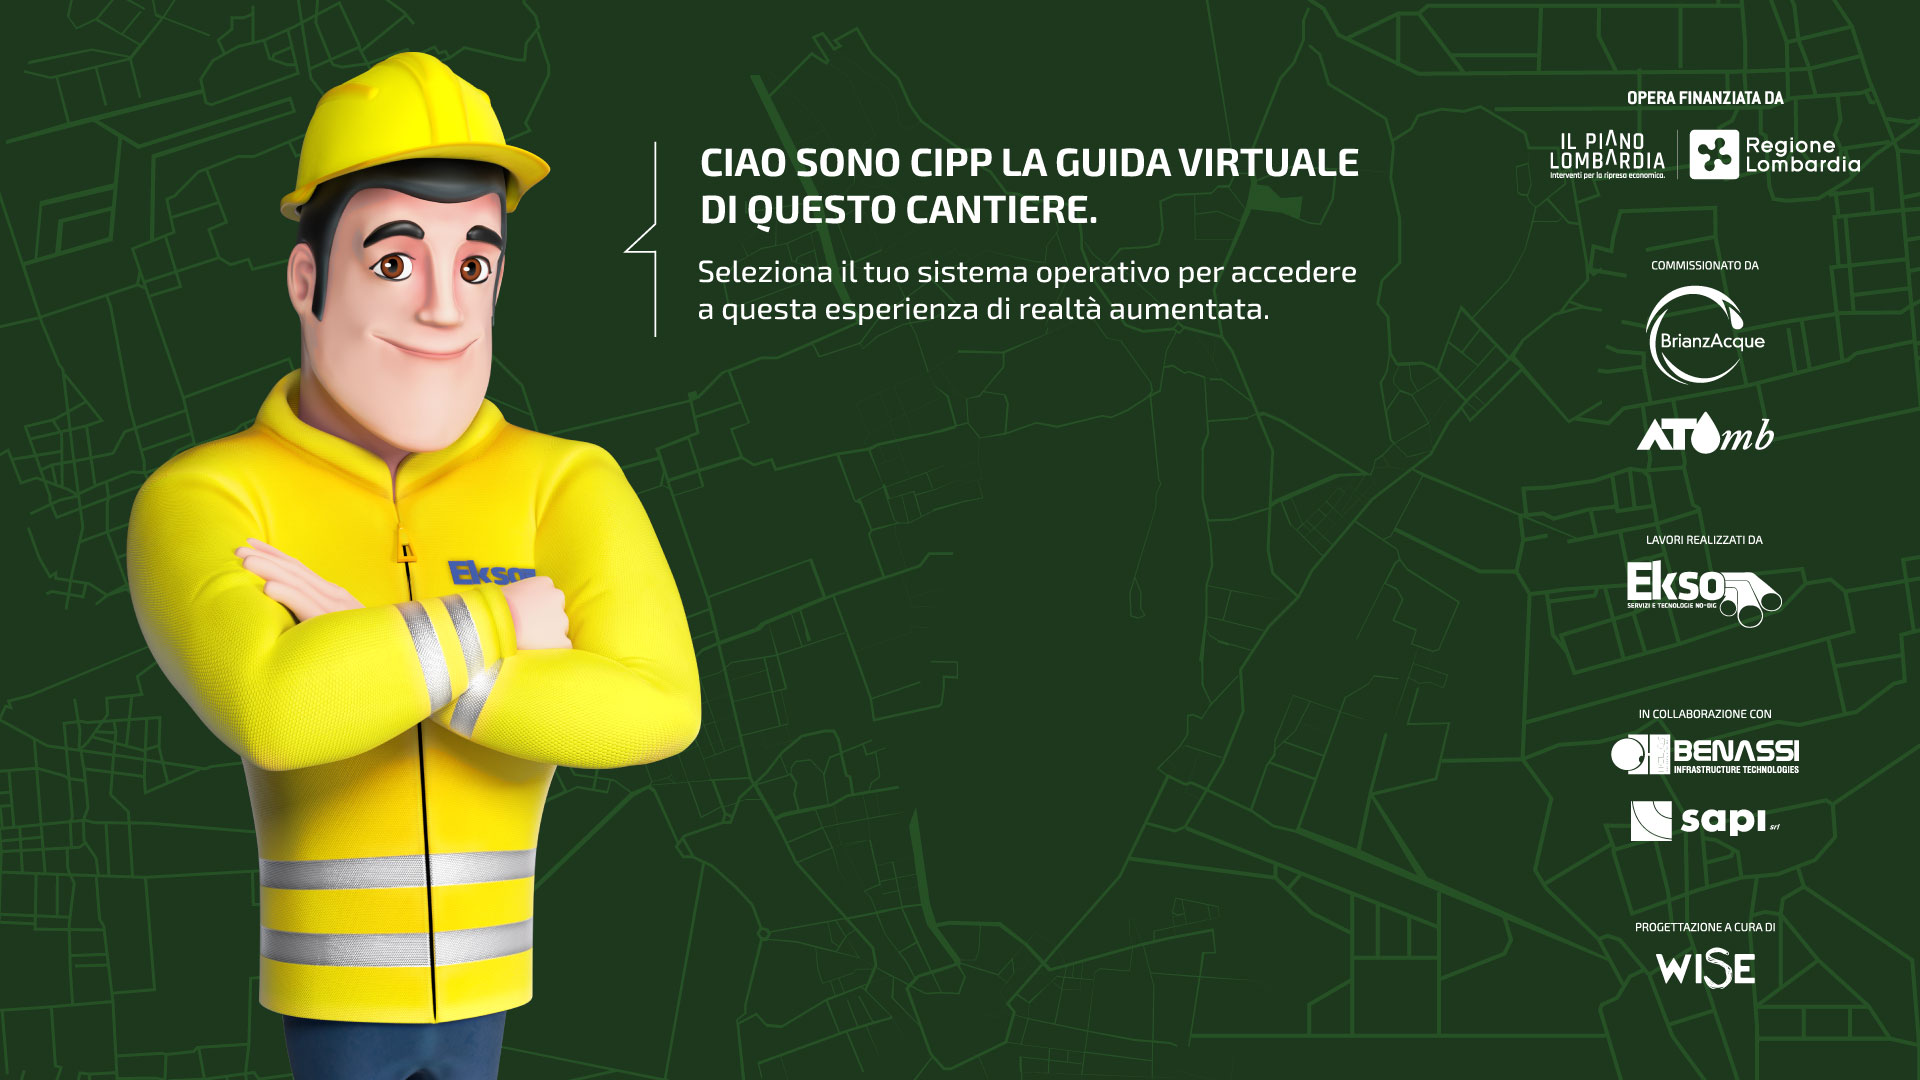 CIAO SONO CIPP LA GUIDA VIRTUALE
DI QUESTO CANTIERE.
Seleziona il tuo sistema operativo per accedere
a questa esperienza di realtà aumentata.
Ekso
OPERA FINANZIATA DA
IL PIANO
LOMBARDIA
Interventi per la ripresa economica.
Regione
Lombardia
COMMISSIONATO DA
BrianzAcque
ATOmb
LAVORI REALIZZATI DA
Ekso
SERVIZI E TECNOLOGIE NO-DIG
IN COLLABORAZIONE CON
BENASSI
INFRASTRUCTURE TECHNOLOGIES
sapi srl
PROGETTAZIONE A CURA DI
WISE